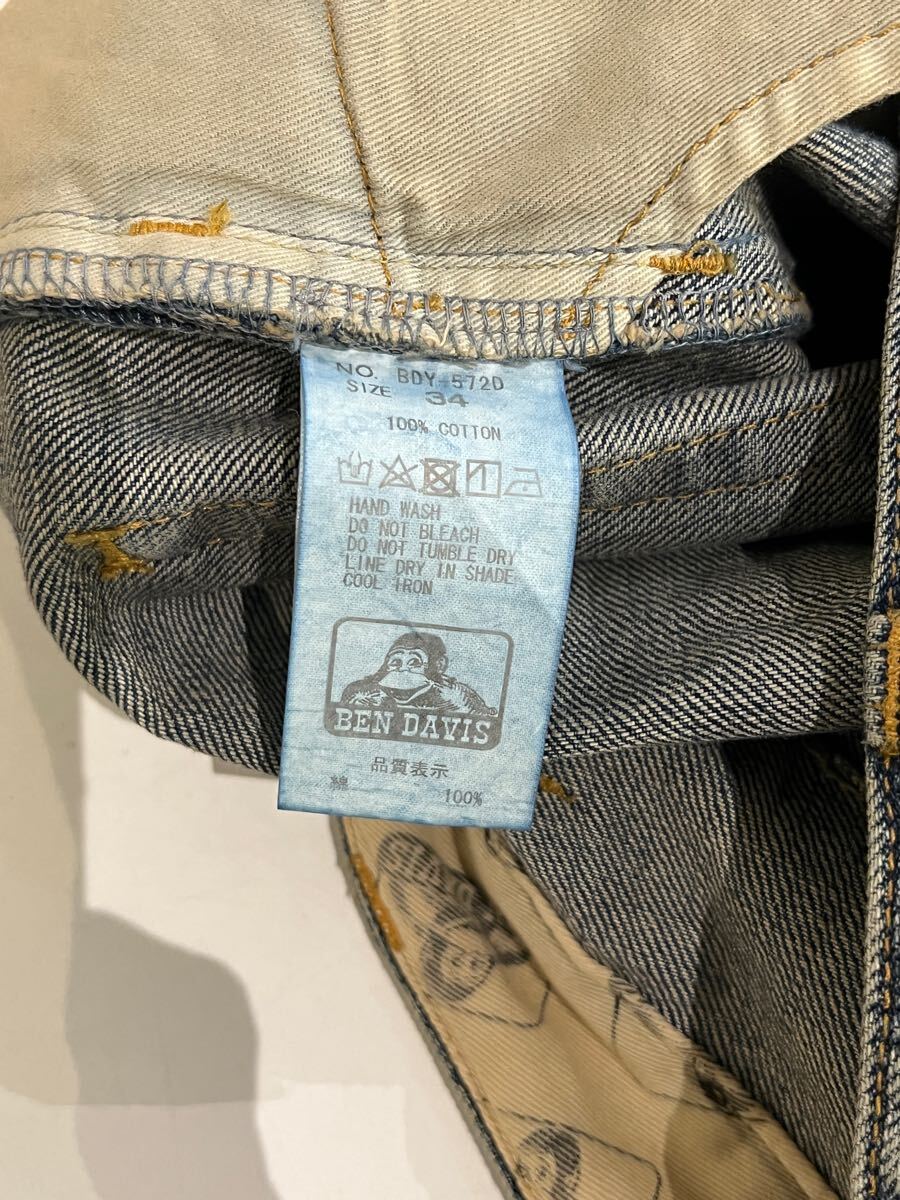 NO. BDY-572D
SIZE 34
100% COTTON
HAND WASH
DO NOT BLEACH
DO NOT TUMBLE DRY
LINE DRY IN SHADE
COOL IRON
BEN DAVIS
品質表示
綿 100%